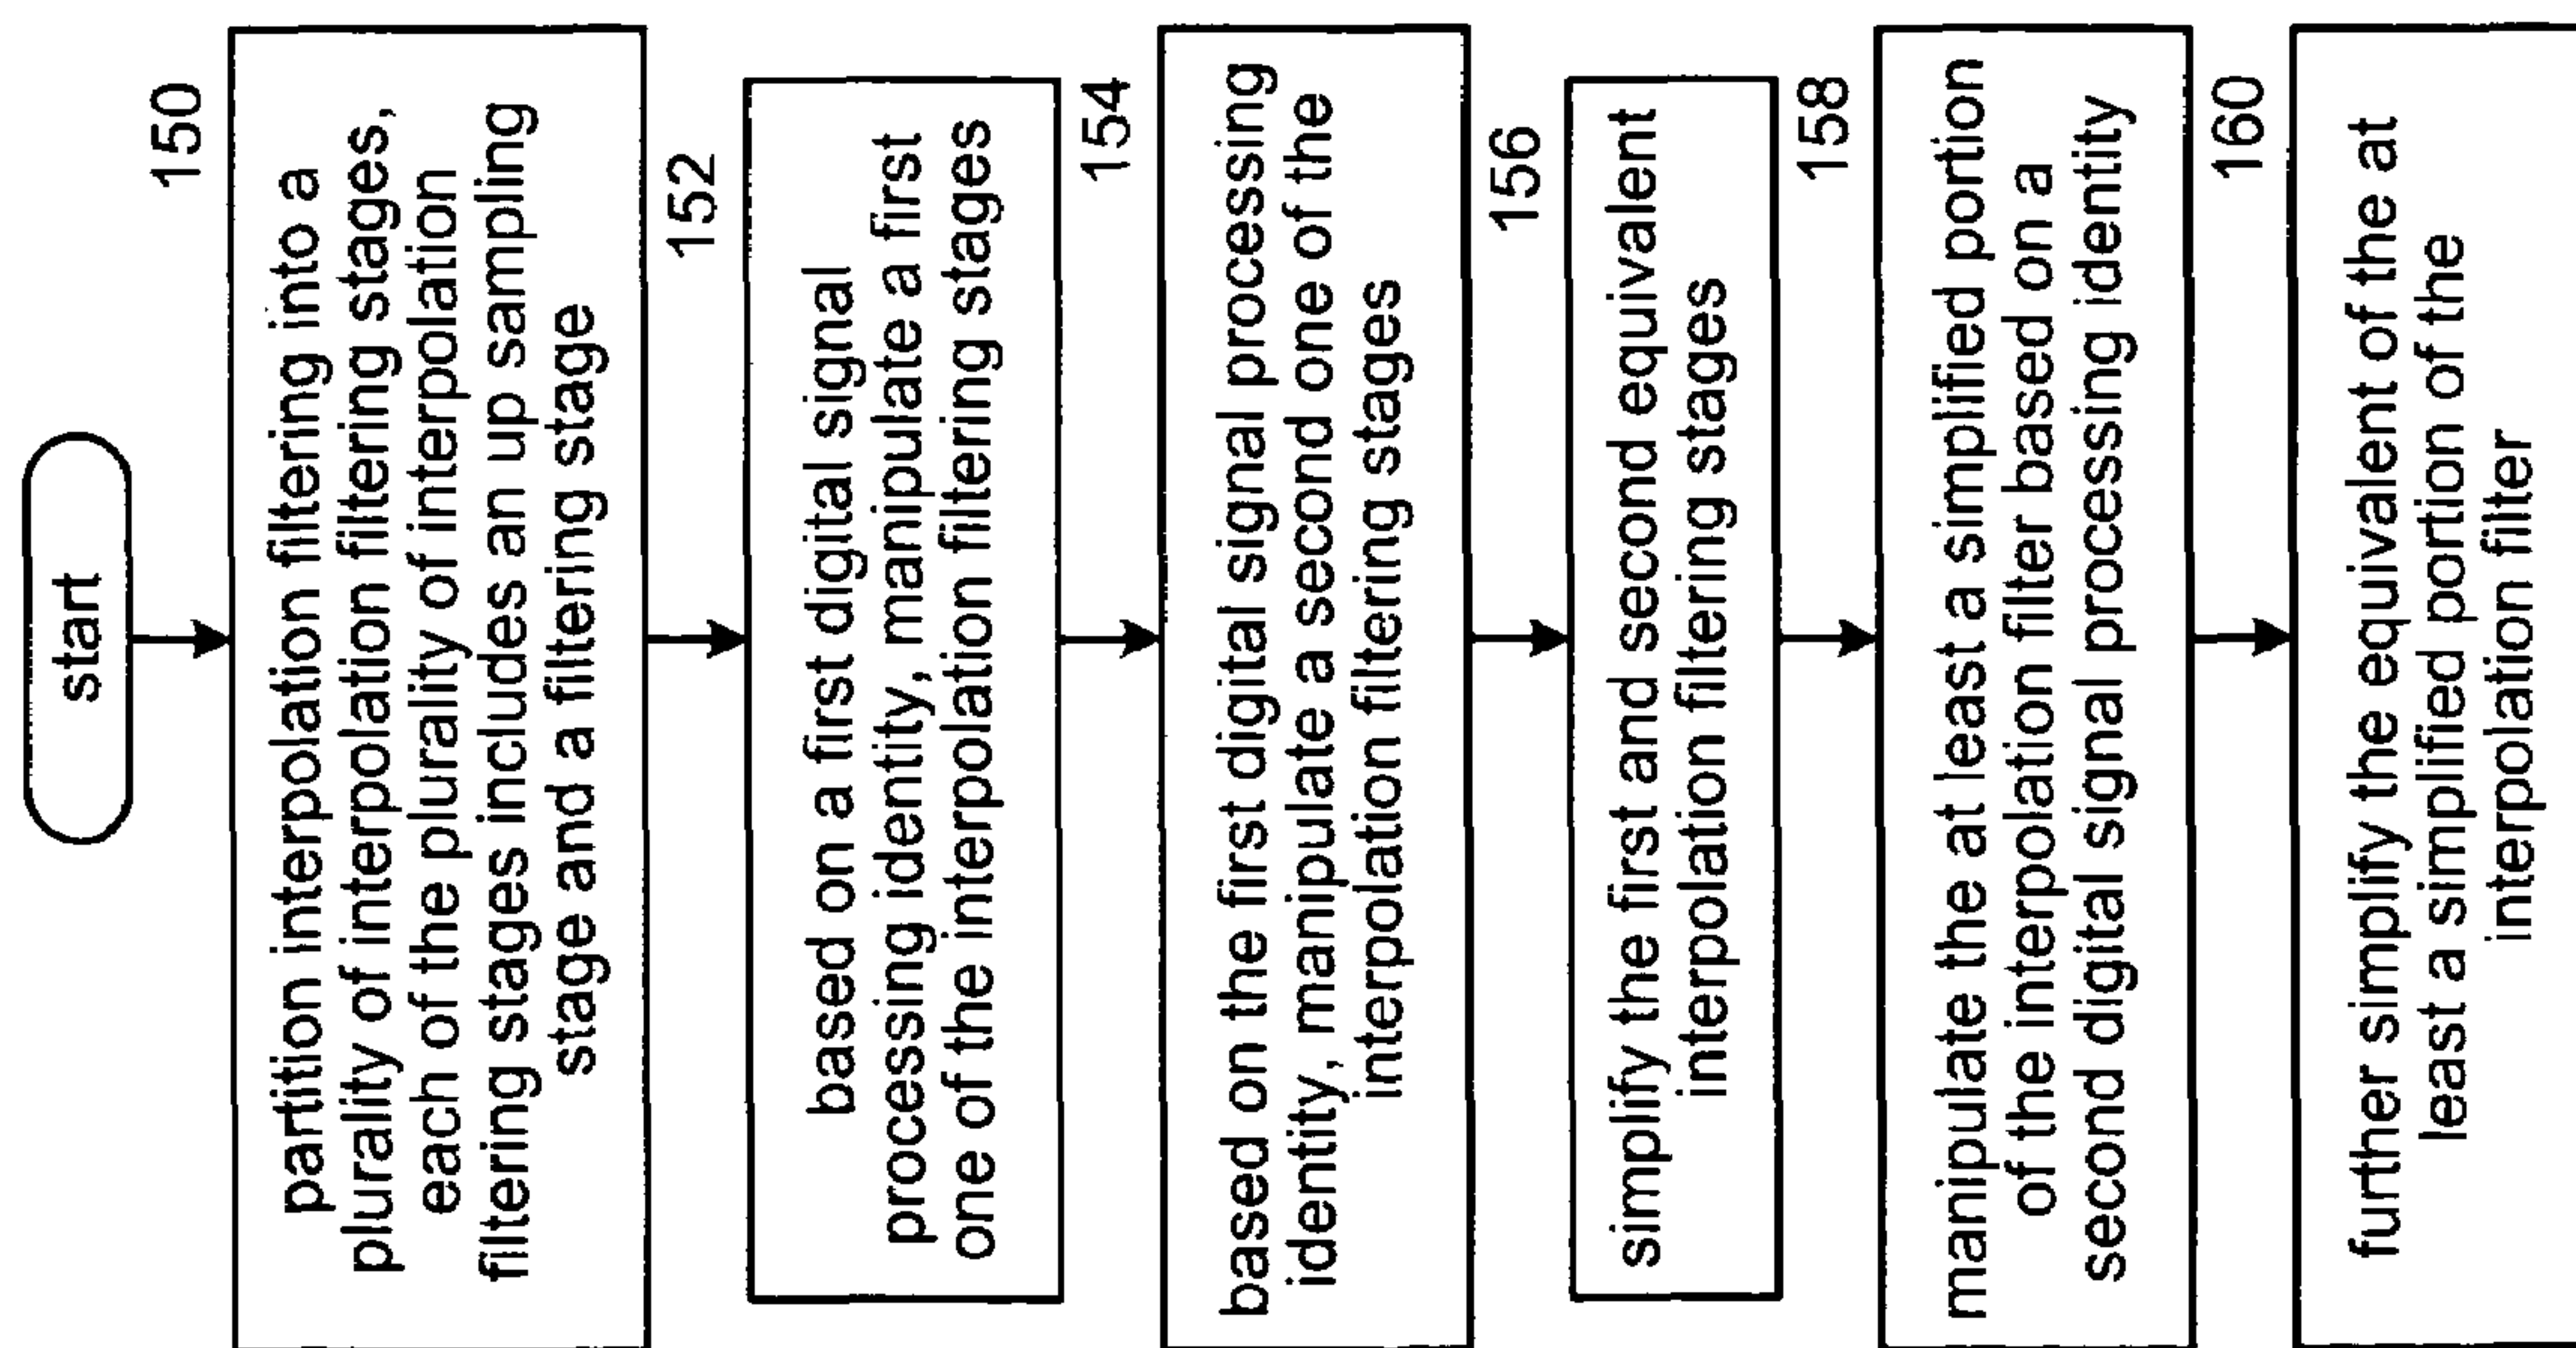 start
150
partition interpolation filtering into a
plurality of interpolation filtering stages,
each of the plurality of interpolation
filtering stages includes an up sampling
stage and a filtering stage
152
based on a first digital signal
processing identity, manipulate a first
one of the interpolation filtering stages
154
based on the first digital signal processing
identity, manipulate a second one of the
interpolation filtering stages
156
simplify the first and second equivalent
interpolation filtering stages
158
manipulate the at least a simplified portion
of the interpolation filter based on a
second digital signal processing identity
160
further simplify the equivalent of the at
least a simplified portion of the
interpolation filter